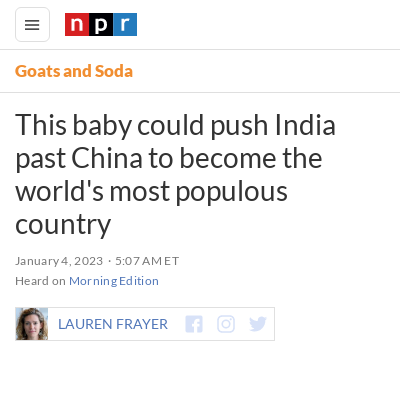 npr
Goats and Soda
This baby could push India
past China to become the
world's most populous
country
January 4, 2023 · 5:07 AM ET
Heard on Morning Edition
LAUREN FRAYER